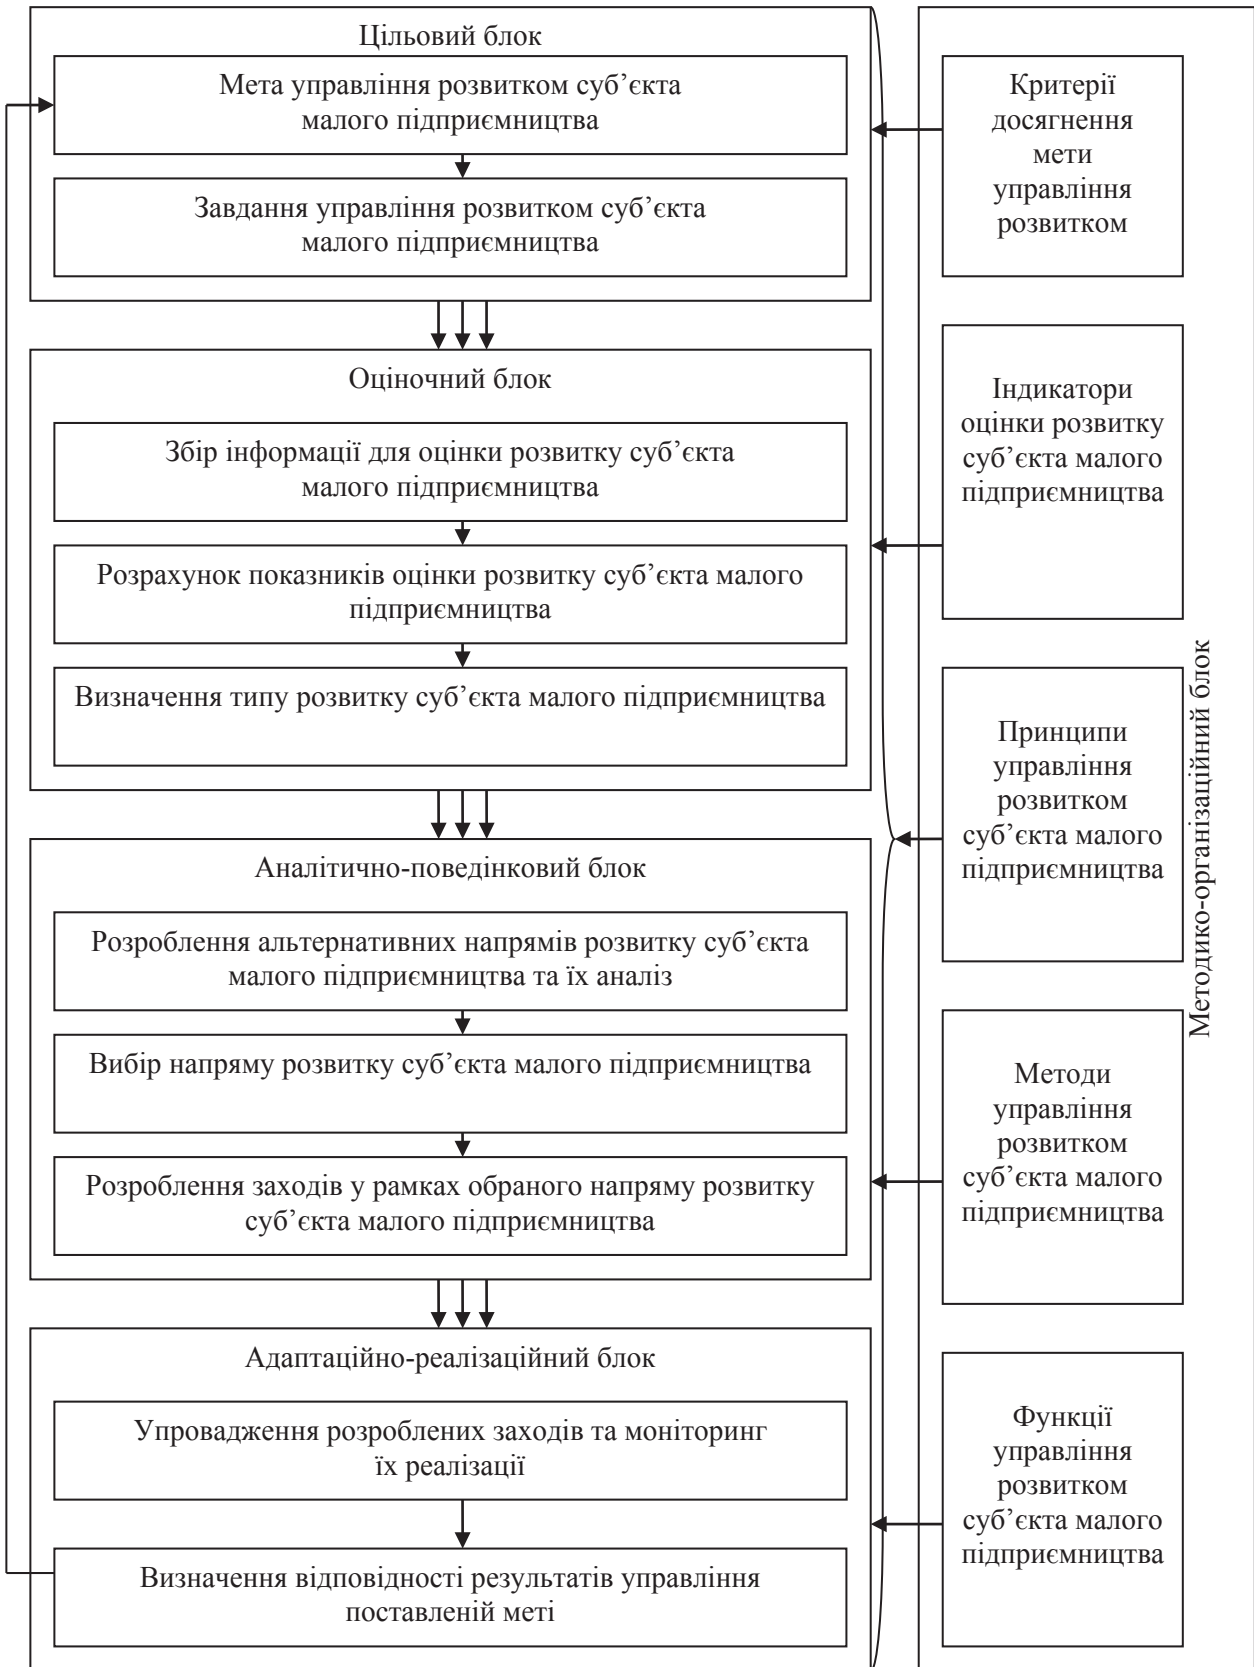 Цільовий блок
Мета управління розвитком суб’єкта
малого підприємництва
Завдання управління розвитком суб’єкта
малого підприємництва
Оціночний блок
Збір інформації для оцінки розвитку суб’єкта
малого підприємництва
Розрахунок показників оцінки розвитку суб’єкта малого
підприємництва
Визначення типу розвитку суб’єкта малого підприємництва
Аналітично-поведінковий блок
Розроблення альтернативних напрямів розвитку суб’єкта
малого підприємництва та їх аналіз
Вибір напряму розвитку суб’єкта малого підприємництва
Розроблення заходів у рамках обраного напряму розвитку
суб’єкта малого підприємництва
Адаптаційно-реалізаційний блок
Упровадження розроблених заходів та моніторинг
їх реалізації
Визначення відповідності результатів управління
поставленій меті
Критерії
досягнення
мети
управління
розвитком
Індикатори
оцінки розвитку
суб’єкта малого
підприємництва
Принципи
управління
розвитком
суб’єкта малого
підприємництва
Методи
управління
розвитком
суб’єкта малого
підприємництва
Функції
управління
розвитком
суб’єкта малого
підприємництва
Методико-організаційний блок